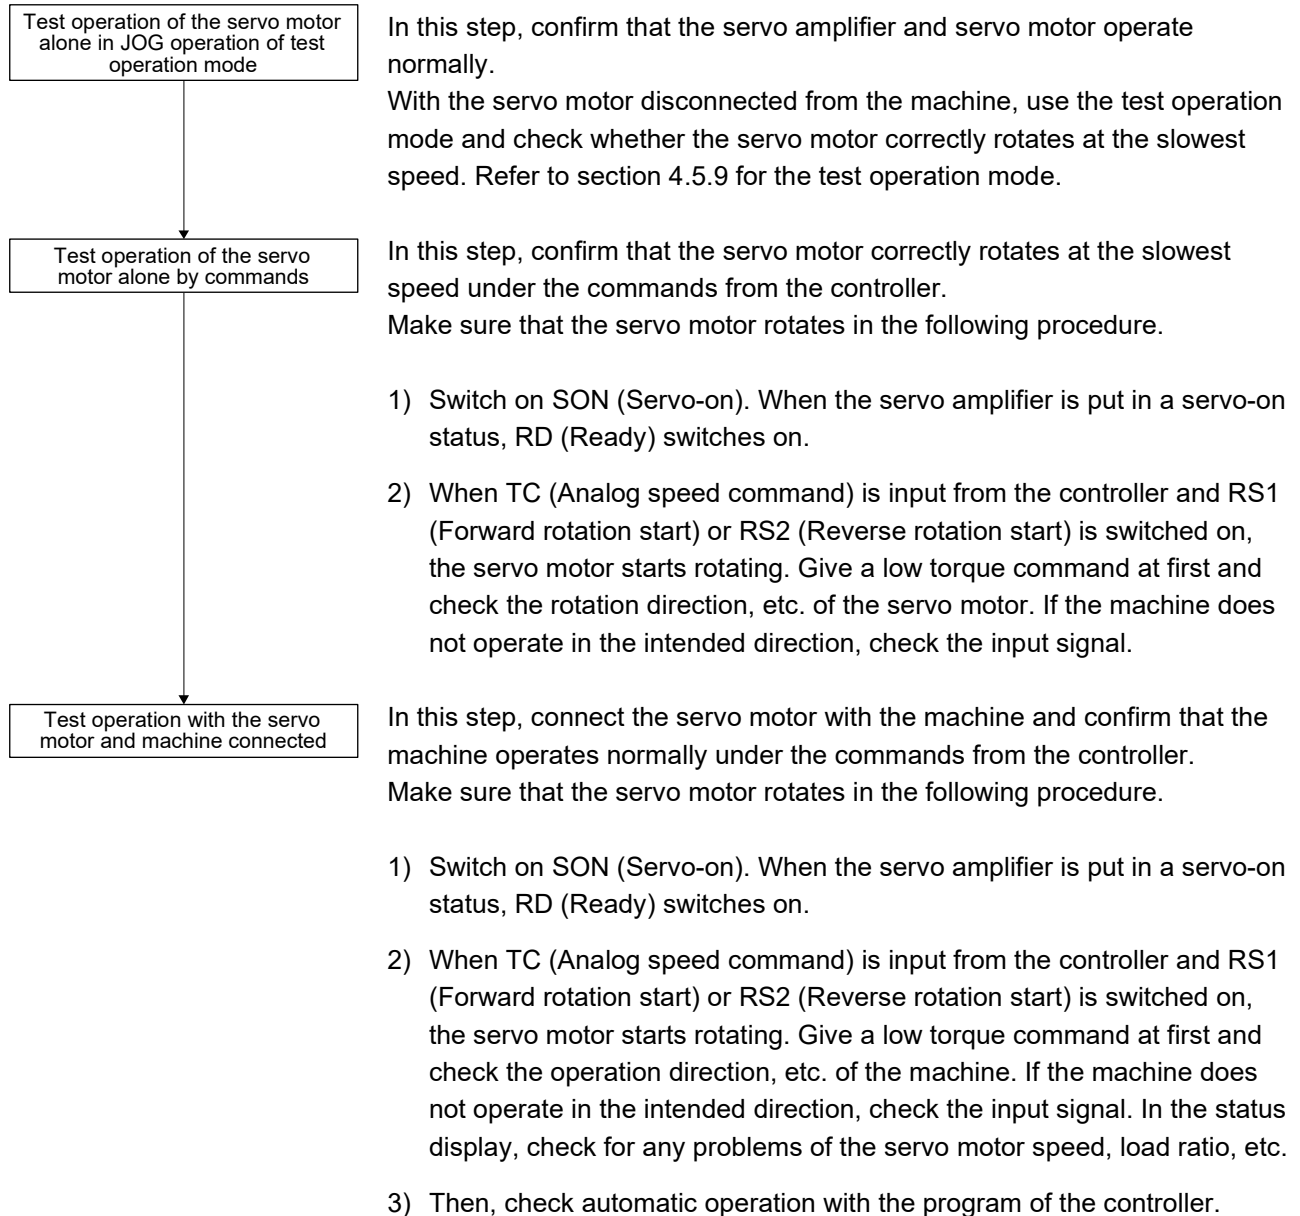 Test operation of the servo motor
alone in JOG operation of test
operation mode
In this step, confirm that the servo amplifier and servo motor operate
normally.
With the servo motor disconnected from the machine, use the test operation
mode and check whether the servo motor correctly rotates at the slowest
speed. Refer to section 4.5.9 for the test operation mode.
Test operation of the servo
motor alone by commands
In this step, confirm that the servo motor correctly rotates at the slowest
speed under the commands from the controller.
Make sure that the servo motor rotates in the following procedure.
1) Switch on SON (Servo-on). When the servo amplifier is put in a servo-on
status, RD (Ready) switches on.
2) When TC (Analog speed command) is input from the controller and RS1
(Forward rotation start) or RS2 (Reverse rotation start) is switched on,
the servo motor starts rotating. Give a low torque command at first and
check the rotation direction, etc. of the servo motor. If the machine does
not operate in the intended direction, check the input signal.
Test operation with the servo
motor and machine connected
In this step, connect the servo motor with the machine and confirm that the
machine operates normally under the commands from the controller.
Make sure that the servo motor rotates in the following procedure.
1) Switch on SON (Servo-on). When the servo amplifier is put in a servo-on
status, RD (Ready) switches on.
2) When TC (Analog speed command) is input from the controller and RS1
(Forward rotation start) or RS2 (Reverse rotation start) is switched on,
the servo motor starts rotating. Give a low torque command at first and
check the operation direction, etc. of the machine. If the machine does
not operate in the intended direction, check the input signal. In the status
display, check for any problems of the servo motor speed, load ratio, etc.
3) Then, check automatic operation with the program of the controller.